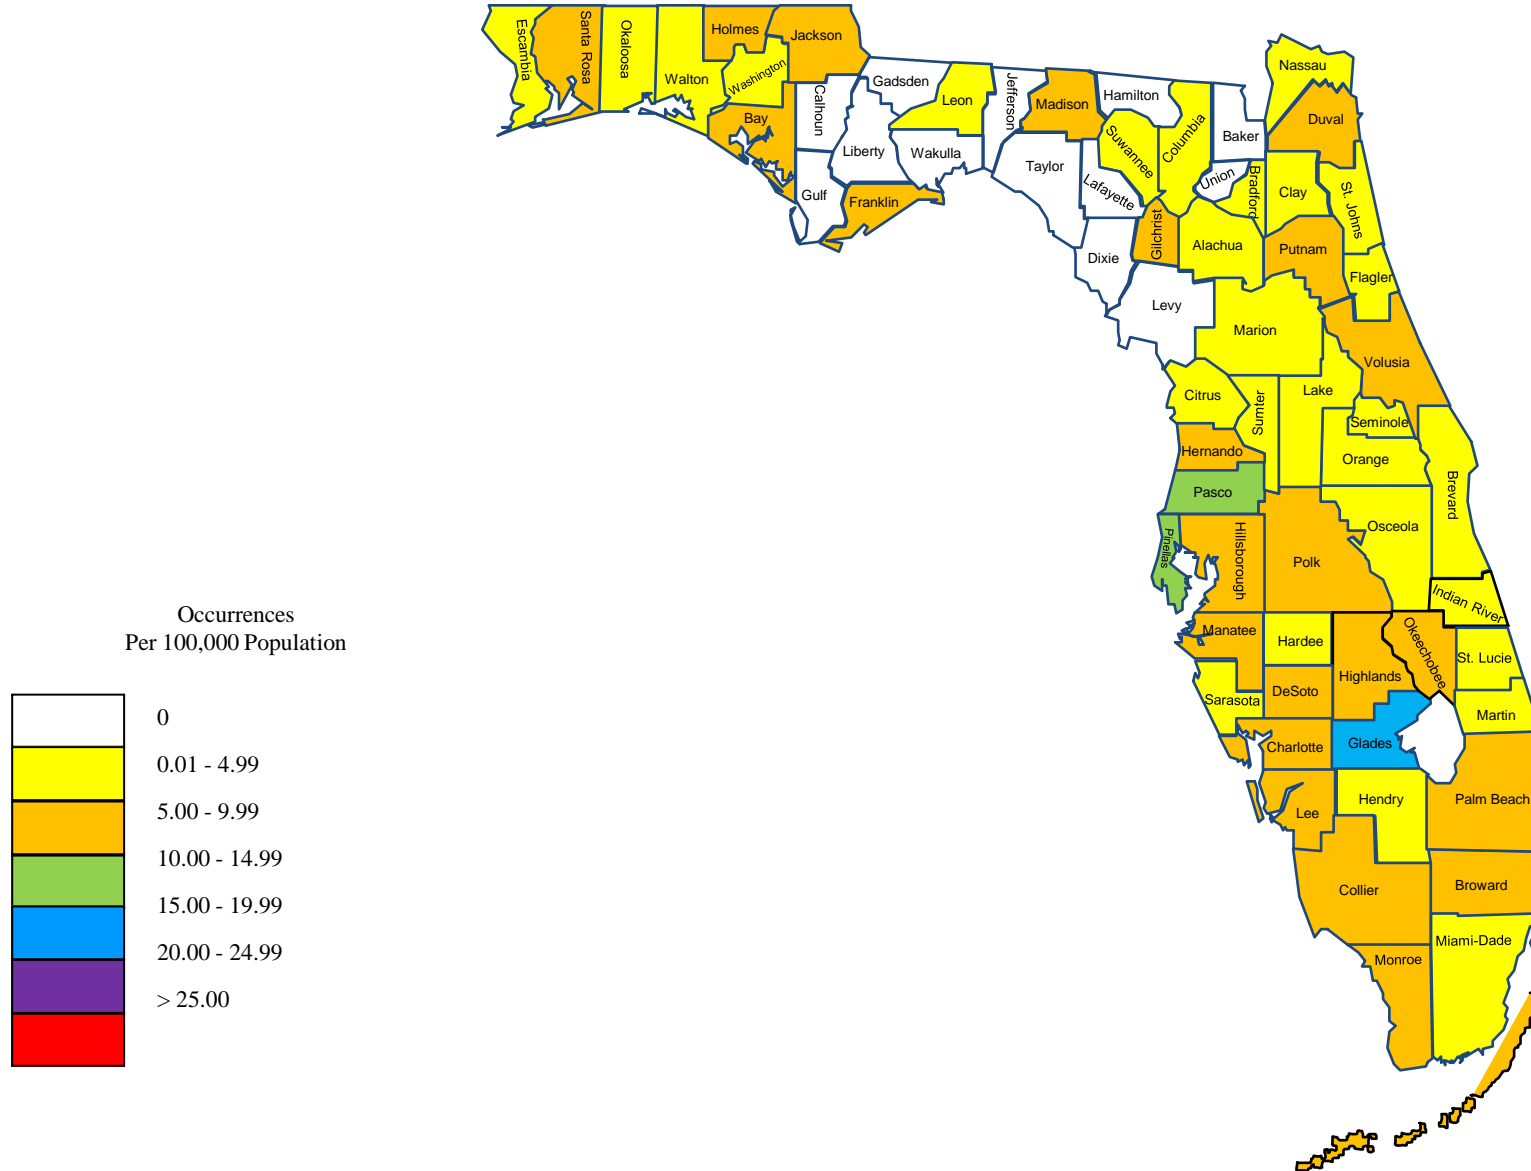 Escambia
Santa Rosa
Okaloosa
Walton
Holmes
Washington
Jackson
Bay
Calhoun
Gulf
Gadsden
Liberty
Franklin
Leon
Wakulla
Jefferson
Madison
Taylor
Hamilton
Suwannee
Lafayette
Columbia
Dixie
Gilchrist
Levy
Baker
Union
Bradford
Alachua
Nassau
Duval
Clay
St. Johns
Putnam
Flagler
Marion
Volusia
Citrus
Sumter
Lake
Seminole
Orange
Hernando
Pasco
Brevard
Osceola
Pinellas
Hillsborough
Polk
Indian River
Manatee
Hardee
Okeechobee
St. Lucie
Highlands
Sarasota
DeSoto
Martin
Charlotte
Glades
Lee
Hendry
Palm Beach
Collier
Broward
Miami-Dade
Monroe
Occurrences
Per 100,000 Population
0
0.01 - 4.99
5.00 - 9.99
10.00 - 14.99
15.00 - 19.99
20.00 - 24.99
> 25.00